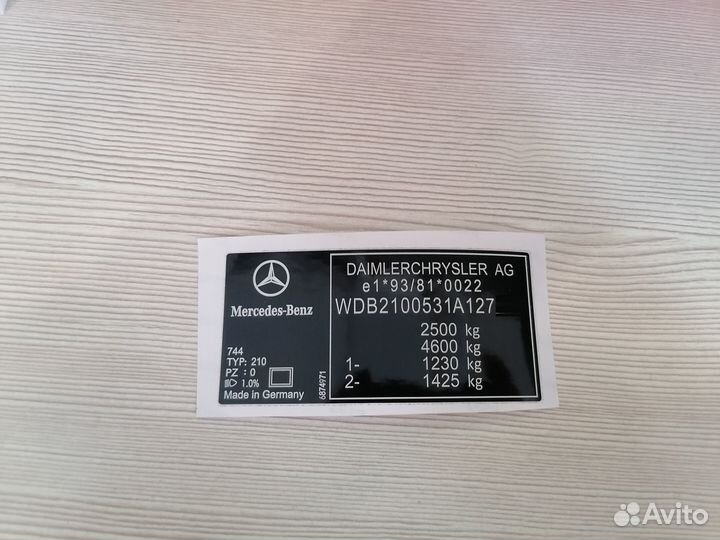 Mercedes-Benz
744
TYP: 210
PZ : 0
1.0%
Made in Germany
6874971
DAIMLERCHRYSLER AG
e1*93/81*0022
WDB2100531A127
2500 kg
4600 kg
1- 1230 kg
2- 1425 kg
Avito